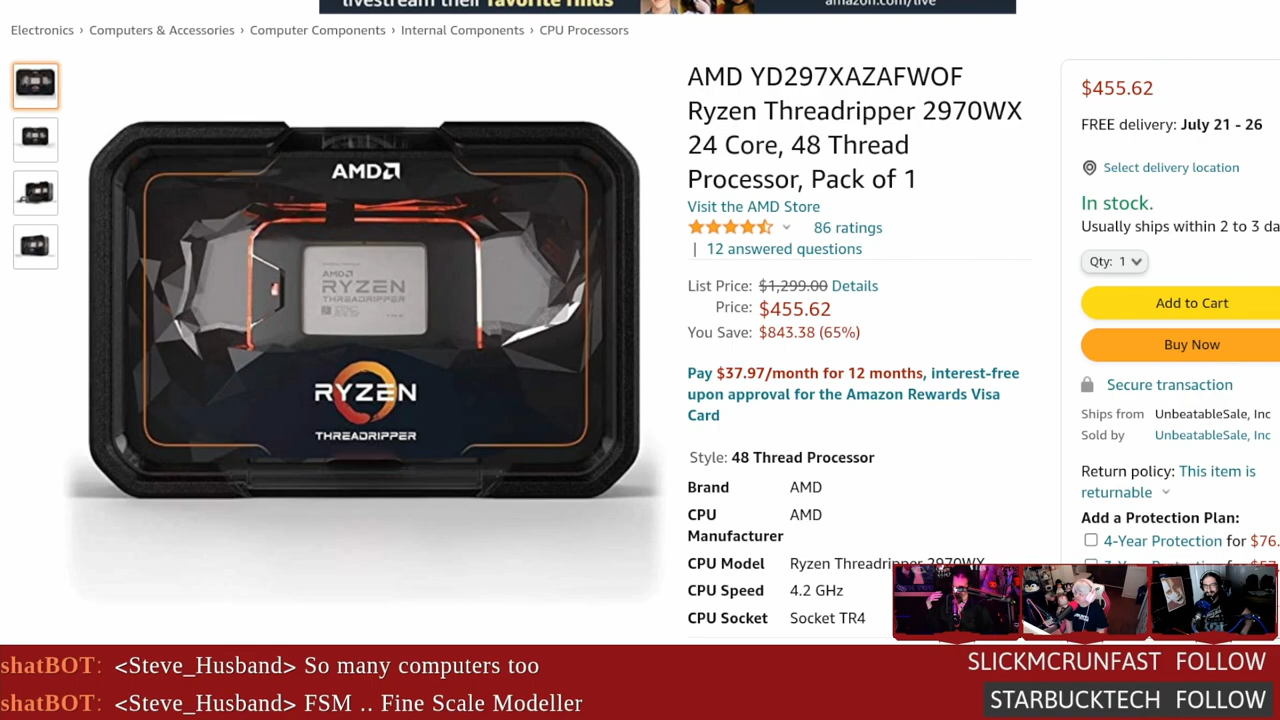 livestream their favorite finds
amazon.com/live
Electronics › Computers & Accessories › Computer Components › Internal Components › CPU Processors
AMD
AMD
RYZEN
THREADRIPPER
RYZEN
THREADRIPPER
AMD YD297XAZAFWOF
Ryzen Threadripper 2970WX
24 Core, 48 Thread
Processor, Pack of 1
Visit the AMD Store
86 ratings
| 12 answered questions
List Price: $1,299.00 Details
Price: $455.62
You Save: $843.38 (65%)
Pay $37.97/month for 12 months, interest-free
upon approval for the Amazon Rewards Visa
Card
Style: 48 Thread Processor
Brand AMD
CPU AMD
Manufacturer
CPU Model Ryzen Threadripper 2970WX
CPU Speed 4.2 GHz
CPU Socket Socket TR4
$455.62
FREE delivery: July 21 - 26
Select delivery location
In stock.
Usually ships within 2 to 3 da
Qty: 1
Add to Cart
Buy Now
Secure transaction
Ships from UnbeatableSale, Inc
Sold by UnbeatableSale, Inc
Return policy: This item is
returnable
Add a Protection Plan:
4-Year Protection for $76.
shatBOT: <Steve_Husband> So many computers too
shatBOT: <Steve_Husband> FSM .. Fine Scale Modeller
SLICKMCRUNFAST FOLLOW
STARBUCKTECH FOLLOW